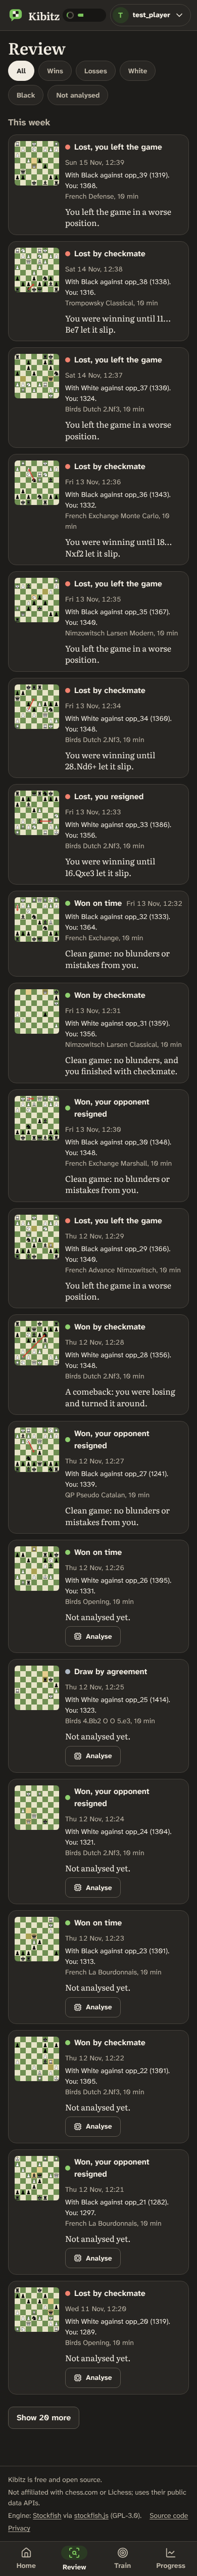 Kibitz
T test_player
Review
All Wins Losses White
Black Not analysed
This week
Lost, you left the game
Sun 15 Nov, 12:39
With Black against opp_39 (1319).
You: 1308.
French Defense, 10 min
You left the game in a worse
position.
Lost by checkmate
Sat 14 Nov, 12:38
With Black against opp_38 (1338).
You: 1316.
Trompowsky Classical, 10 min
You were winning until 11…
Be7 let it slip.
Lost, you left the game
Sat 14 Nov, 12:37
With White against opp_37 (1330).
You: 1324.
Birds Dutch 2.Nf3, 10 min
You left the game in a worse
position.
Lost by checkmate
Fri 13 Nov, 12:36
With Black against opp_36 (1343).
You: 1332.
French Exchange Monte Carlo, 10
min
You were winning until 18…
Nxf2 let it slip.
Lost, you left the game
Fri 13 Nov, 12:35
With Black against opp_35 (1367).
You: 1340.
Nimzowitsch Larsen Modern, 10 min
You left the game in a worse
position.
Lost by checkmate
Fri 13 Nov, 12:34
With White against opp_34 (1360).
You: 1348.
Birds Dutch 2.Nf3, 10 min
You were winning until
28.Nd6+ let it slip.
Lost, you resigned
Fri 13 Nov, 12:33
With White against opp_33 (1386).
You: 1356.
Birds Dutch 2.Nf3, 10 min
You were winning until
16.Qxe3 let it slip.
Won on time Fri 13 Nov, 12:32
With Black against opp_32 (1333).
You: 1364.
French Exchange, 10 min
Clean game: no blunders or
mistakes from you.
Won by checkmate
Fri 13 Nov, 12:31
With White against opp_31 (1359).
You: 1356.
Nimzowitsch Larsen Classical, 10 min
Clean game: no blunders, and
you finished with checkmate.
Won, your opponent
resigned
Fri 13 Nov, 12:30
With Black against opp_30 (1348).
You: 1348.
French Exchange Marshall, 10 min
Clean game: no blunders or
mistakes from you.
Lost, you left the game
Thu 12 Nov, 12:29
With White against opp_29 (1366).
You: 1340.
French Advance Nimzowitsch, 10 min
You left the game in a worse
position.
Won by checkmate
Thu 12 Nov, 12:28
With White against opp_28 (1356).
You: 1348.
Birds Dutch 2.Nf3, 10 min
A comeback: you were losing
and turned it around.
Won, your opponent
resigned
Thu 12 Nov, 12:27
With Black against opp_27 (1241).
You: 1339.
QP Pseudo Catalan, 10 min
Clean game: no blunders or
mistakes from you.
Won on time
Thu 12 Nov, 12:26
With White against opp_26 (1305).
You: 1331.
Birds Opening, 10 min
Not analysed yet.
Analyse
Draw by agreement
Thu 12 Nov, 12:25
With White against opp_25 (1414).
You: 1323.
Birds 4.Bb2 O O 5.e3, 10 min
Not analysed yet.
Analyse
Won, your opponent
resigned
Thu 12 Nov, 12:24
With White against opp_24 (1304).
You: 1321.
Birds Dutch 2.Nf3, 10 min
Not analysed yet.
Analyse
Won on time
Thu 12 Nov, 12:23
With Black against opp_23 (1301).
You: 1313.
French La Bourdonnais, 10 min
Not analysed yet.
Analyse
Won by checkmate
Thu 12 Nov, 12:22
With White against opp_22 (1301).
You: 1305.
Birds Dutch 2.Nf3, 10 min
Not analysed yet.
Analyse
Won, your opponent
resigned
Thu 12 Nov, 12:21
With Black against opp_21 (1282).
You: 1297.
French La Bourdonnais, 10 min
Not analysed yet.
Analyse
Lost by checkmate
Wed 11 Nov, 12:20
With White against opp_20 (1319).
You: 1289.
Birds Opening, 10 min
Not analysed yet.
Analyse
Show 20 more
Kibitz is free and open source.
Not affiliated with chess.com or Lichess; uses their public
data APIs.
Engine: Stockfish via stockfish.js (GPL-3.0). Source code
Privacy
Home Review Train Progress